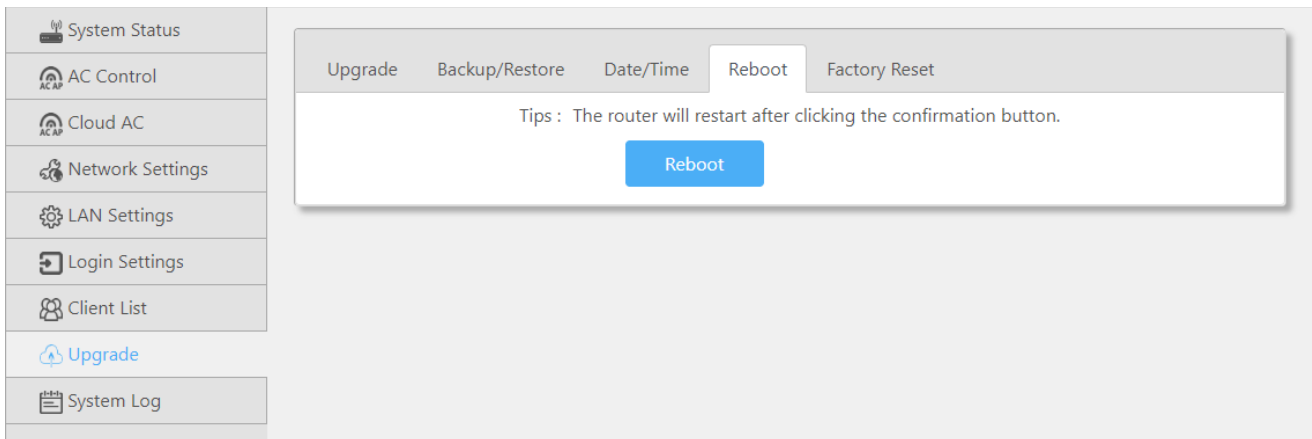 System Status
AC Control
Cloud AC
Network Settings
LAN Settings
Login Settings
Client List
Upgrade
System Log
Upgrade Backup/Restore Date/Time Reboot Factory Reset
Tips : The router will restart after clicking the confirmation button.
Reboot